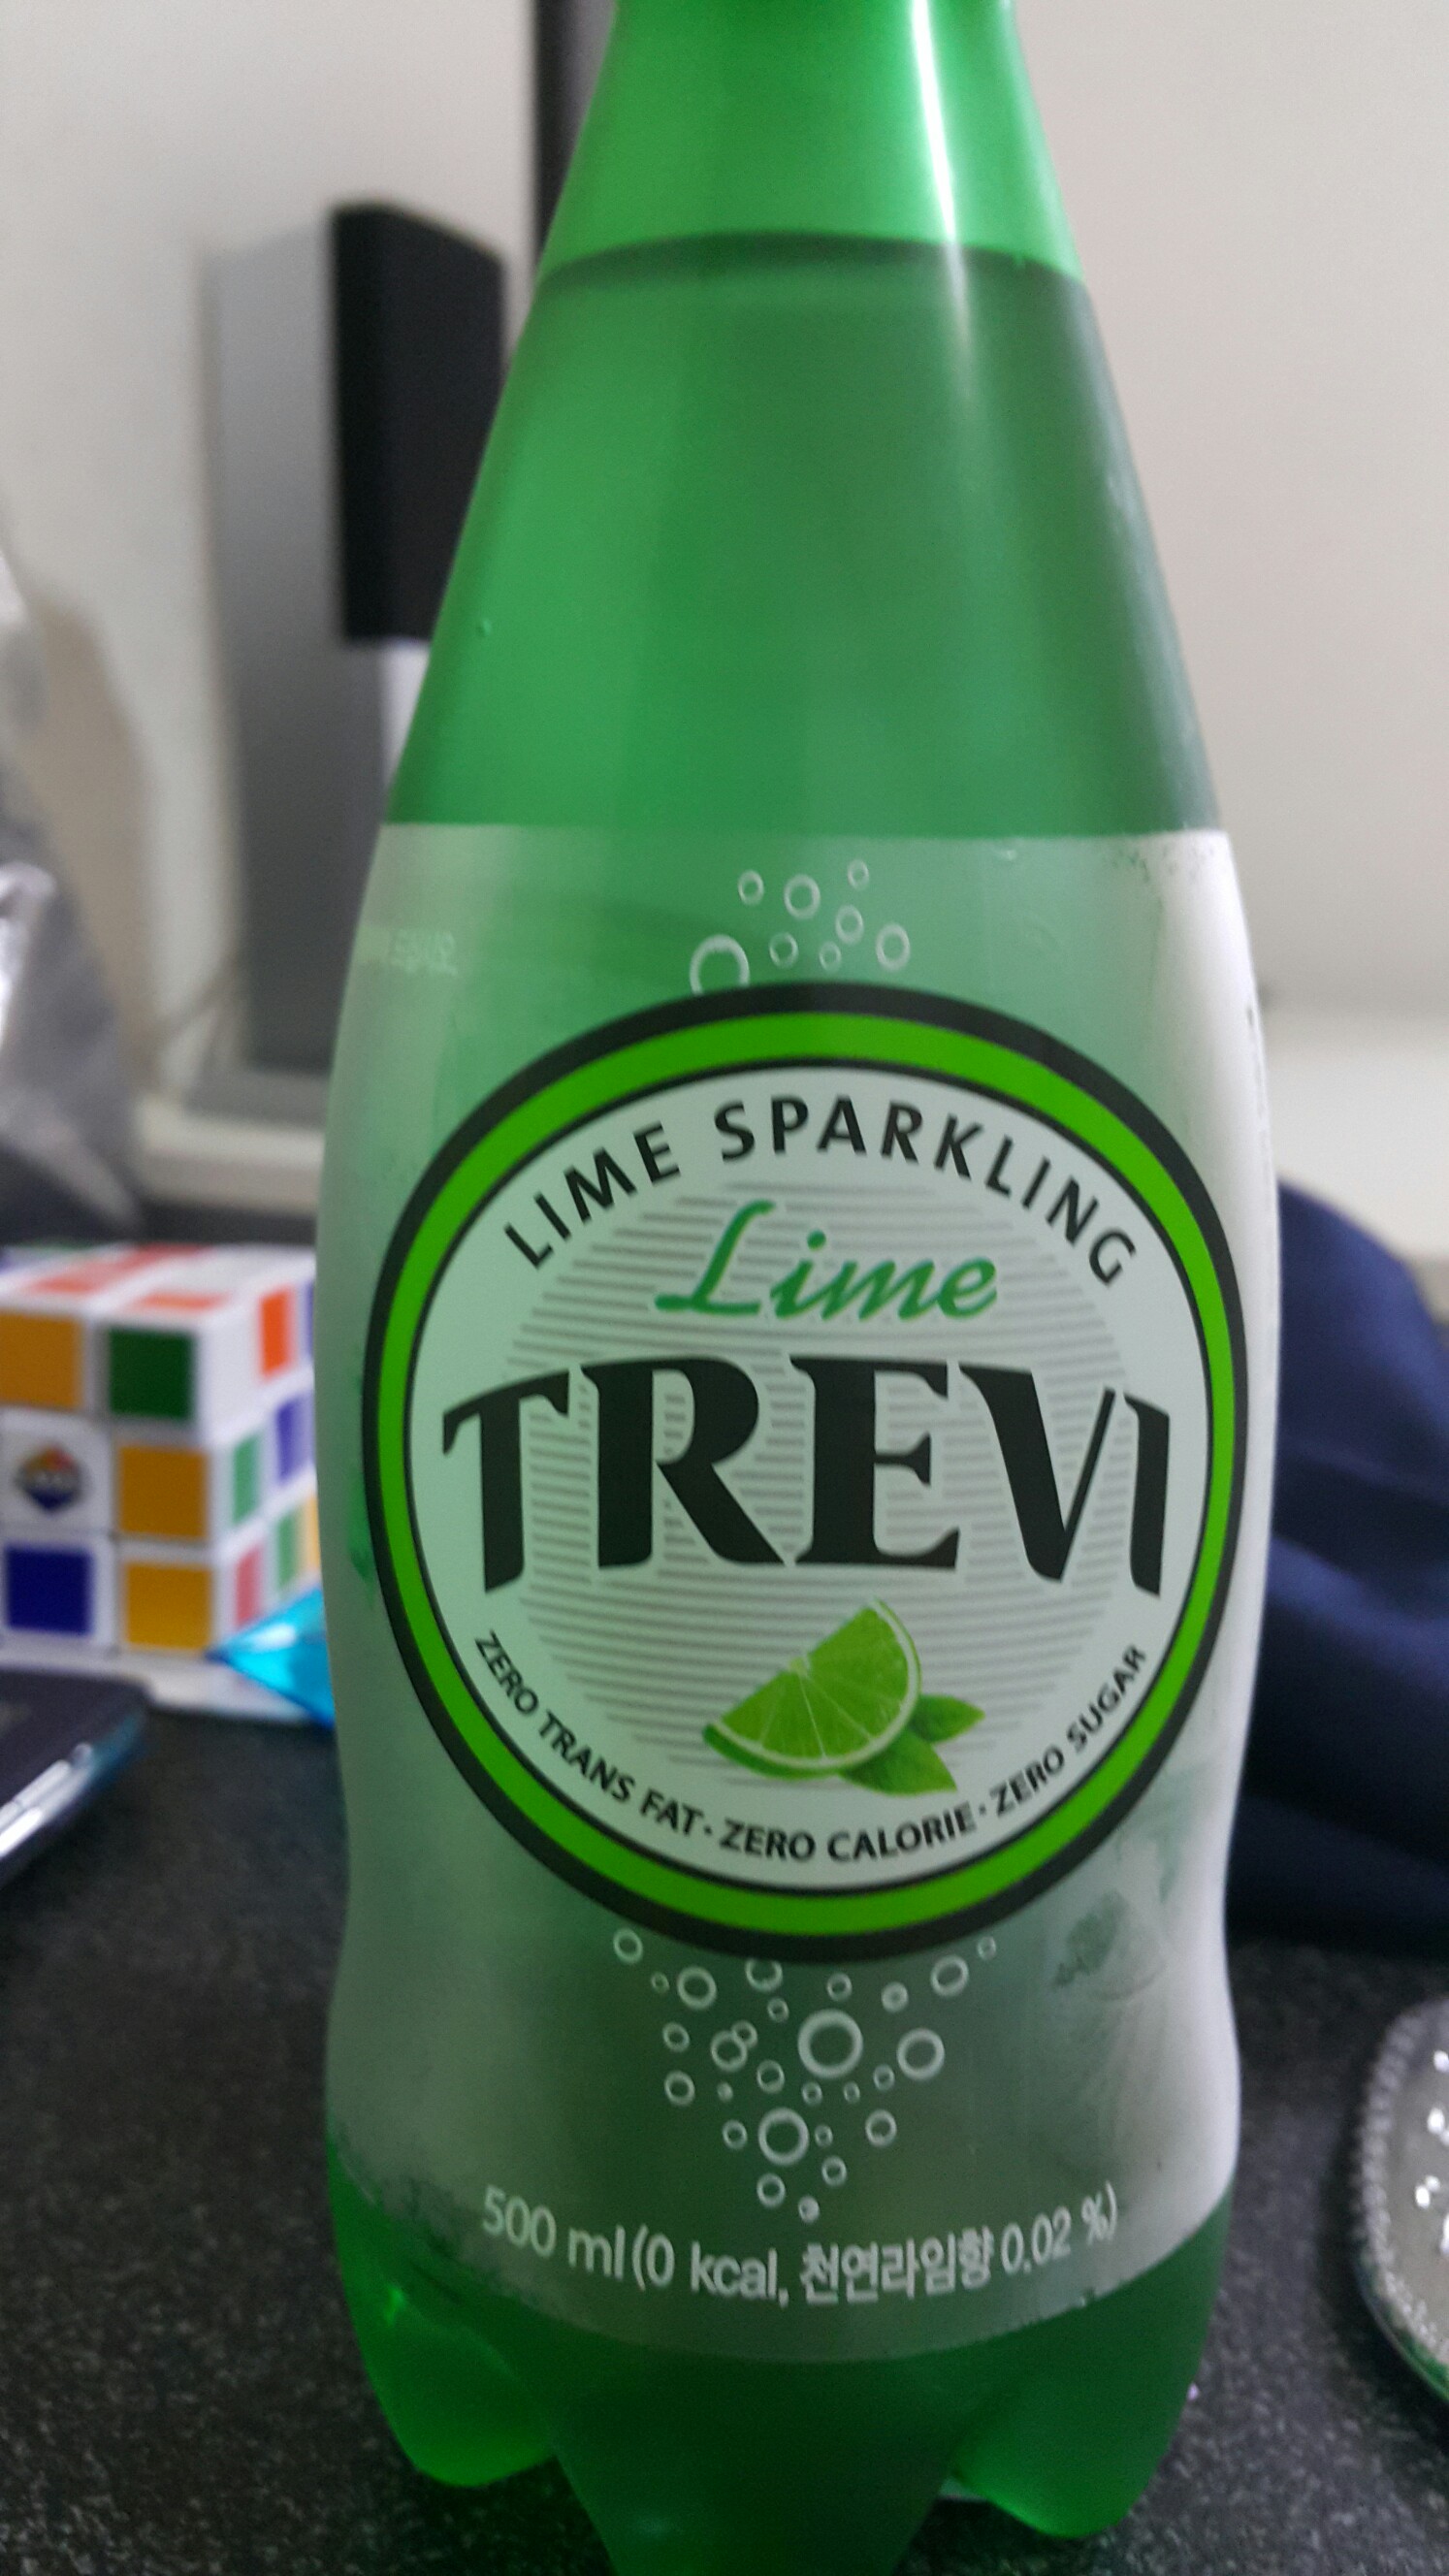 LIME SPARKLING
Lime
TREVI
ZERO TRANS FAT · ZERO CALORIE · ZERO SUGAR
500 ml (0 kcal, 천연라임향 0.02 %)